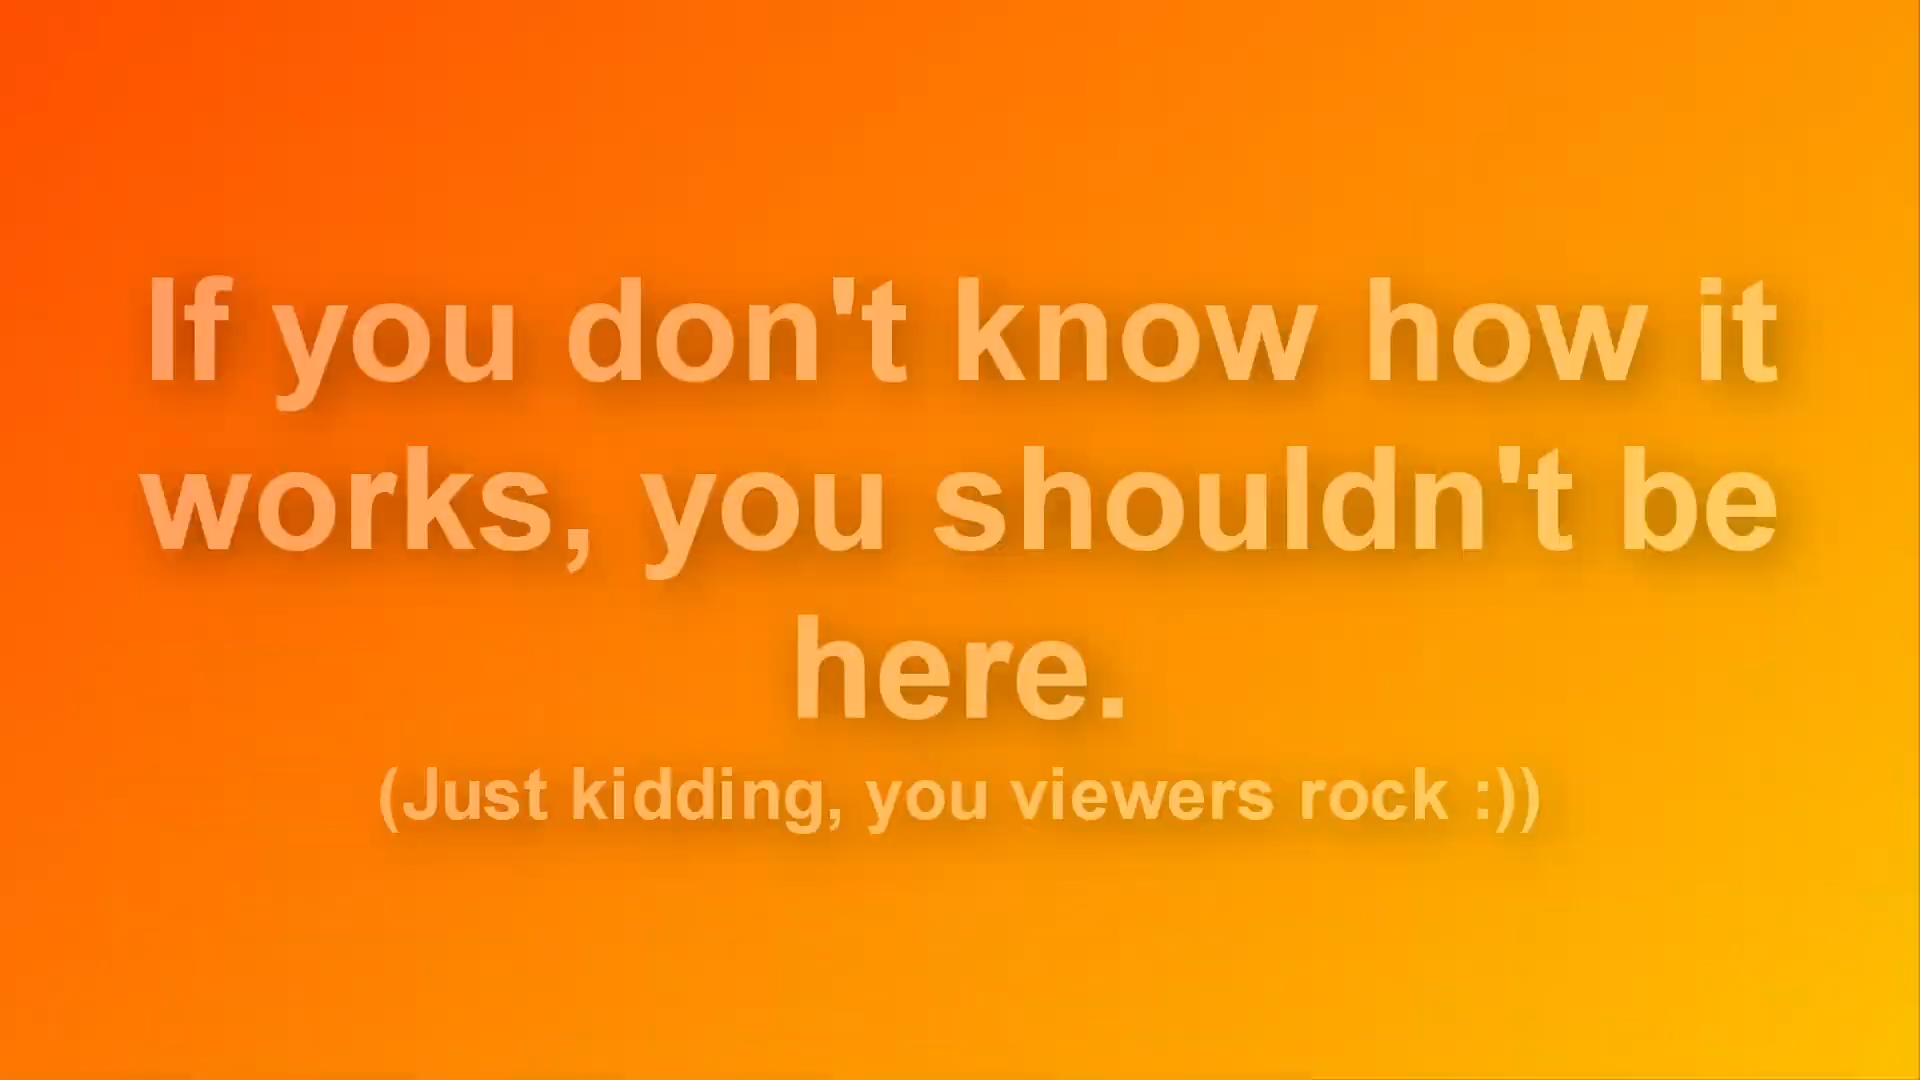 If you don't know how it
works, you shouldn't be
here.
(Just kidding, you viewers rock :))